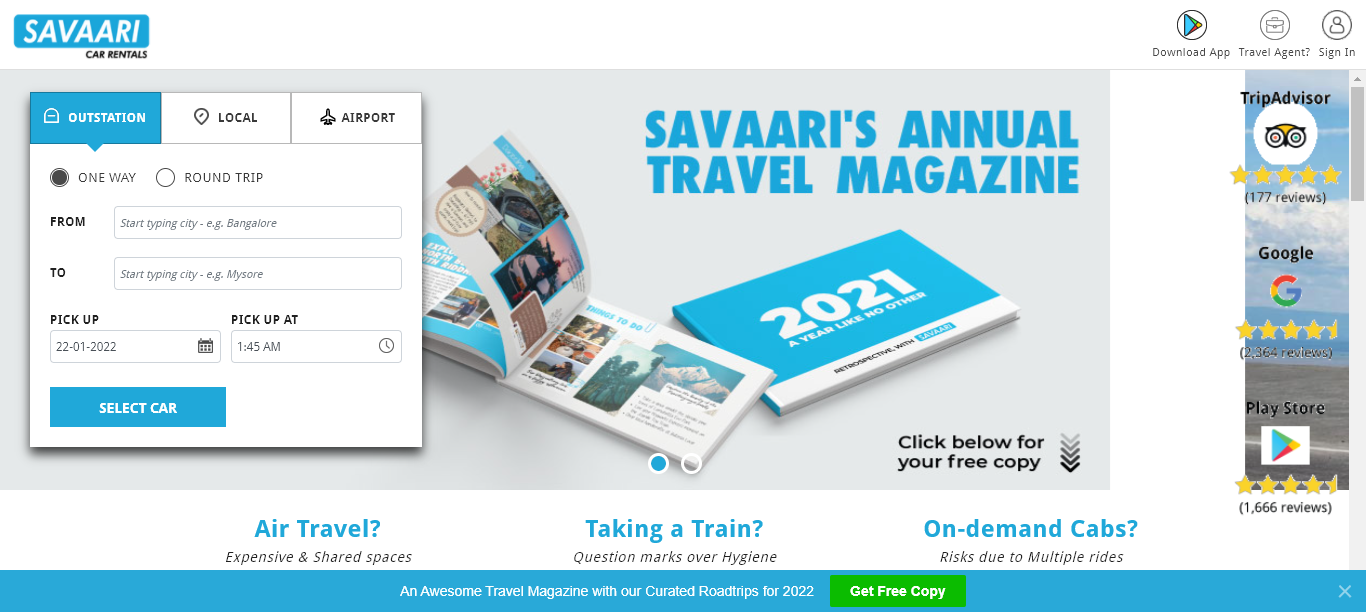 SAVAARI
CAR RENTALS
Download App
Travel Agent?
Sign In
OUTSTATION
LOCAL
AIRPORT
ONE WAY
ROUND TRIP
FROM
Start typing city - e.g. Bangalore
TO
Start typing city - e.g. Mysore
PICK UP
PICK UP AT
22-01-2022
1:45 AM
SELECT CAR
SAVAARI'S ANNUAL
TRAVEL MAGAZINE
THINGS TO DO
2021
A YEAR LIKE NO OTHER
RETROSPECTIVE, WITH SAVAARI
Click below for
your free copy
TripAdvisor
(177 reviews)
Google
(2,364 reviews)
Play Store
(1,666 reviews)
Air Travel?
Expensive & Shared spaces
Taking a Train?
Question marks over Hygiene
On-demand Cabs?
Risks due to Multiple rides
An Awesome Travel Magazine with our Curated Roadtrips for 2022
Get Free Copy